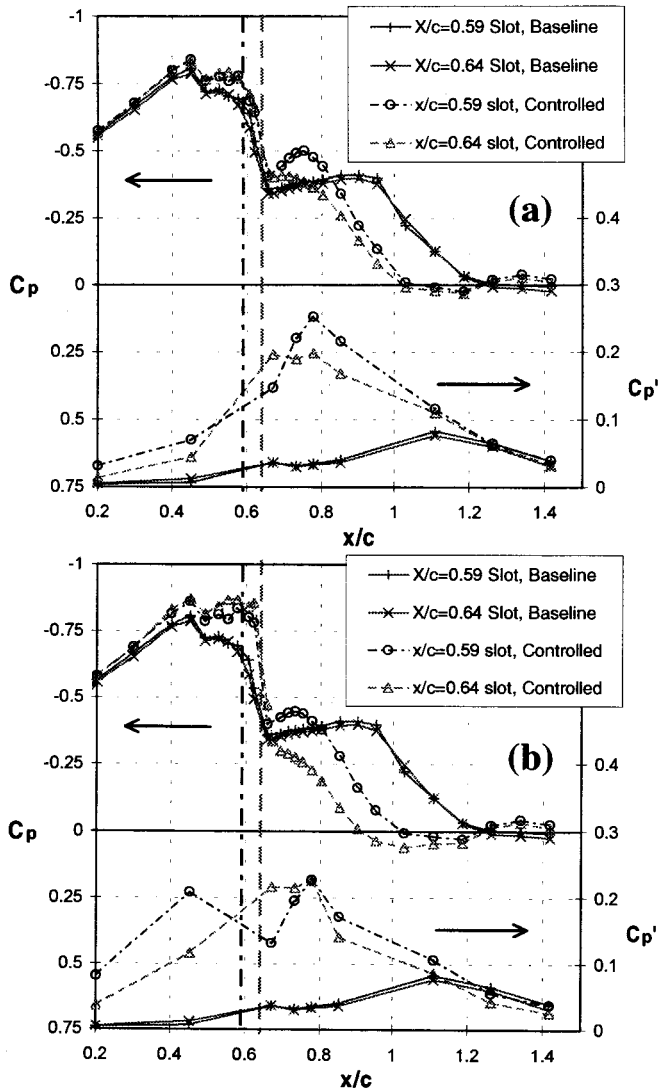 -1
-0.75
-0.5
-0.25
0
0.25
0.5
0.75
Cp
X/c=0.59 Slot, Baseline
X/c=0.64 Slot, Baseline
x/c=0.59 slot, Controlled
x/c=0.64 slot, Controlled
(a)
0.4
0.3
0.2
0.1
0
Cp'
0.2 0.4 0.6 0.8 1 1.2 1.4
x/c
-1
-0.75
-0.5
-0.25
0
0.25
0.5
0.75
Cp
X/c=0.59 Slot, Baseline
X/c=0.64 Slot, Baseline
x/c=0.59 slot, Controlled
x/c=0.64 slot, Controlled
(b)
0.4
0.3
0.2
0.1
0
Cp'
0.2 0.4 0.6 0.8 1 1.2 1.4
x/c